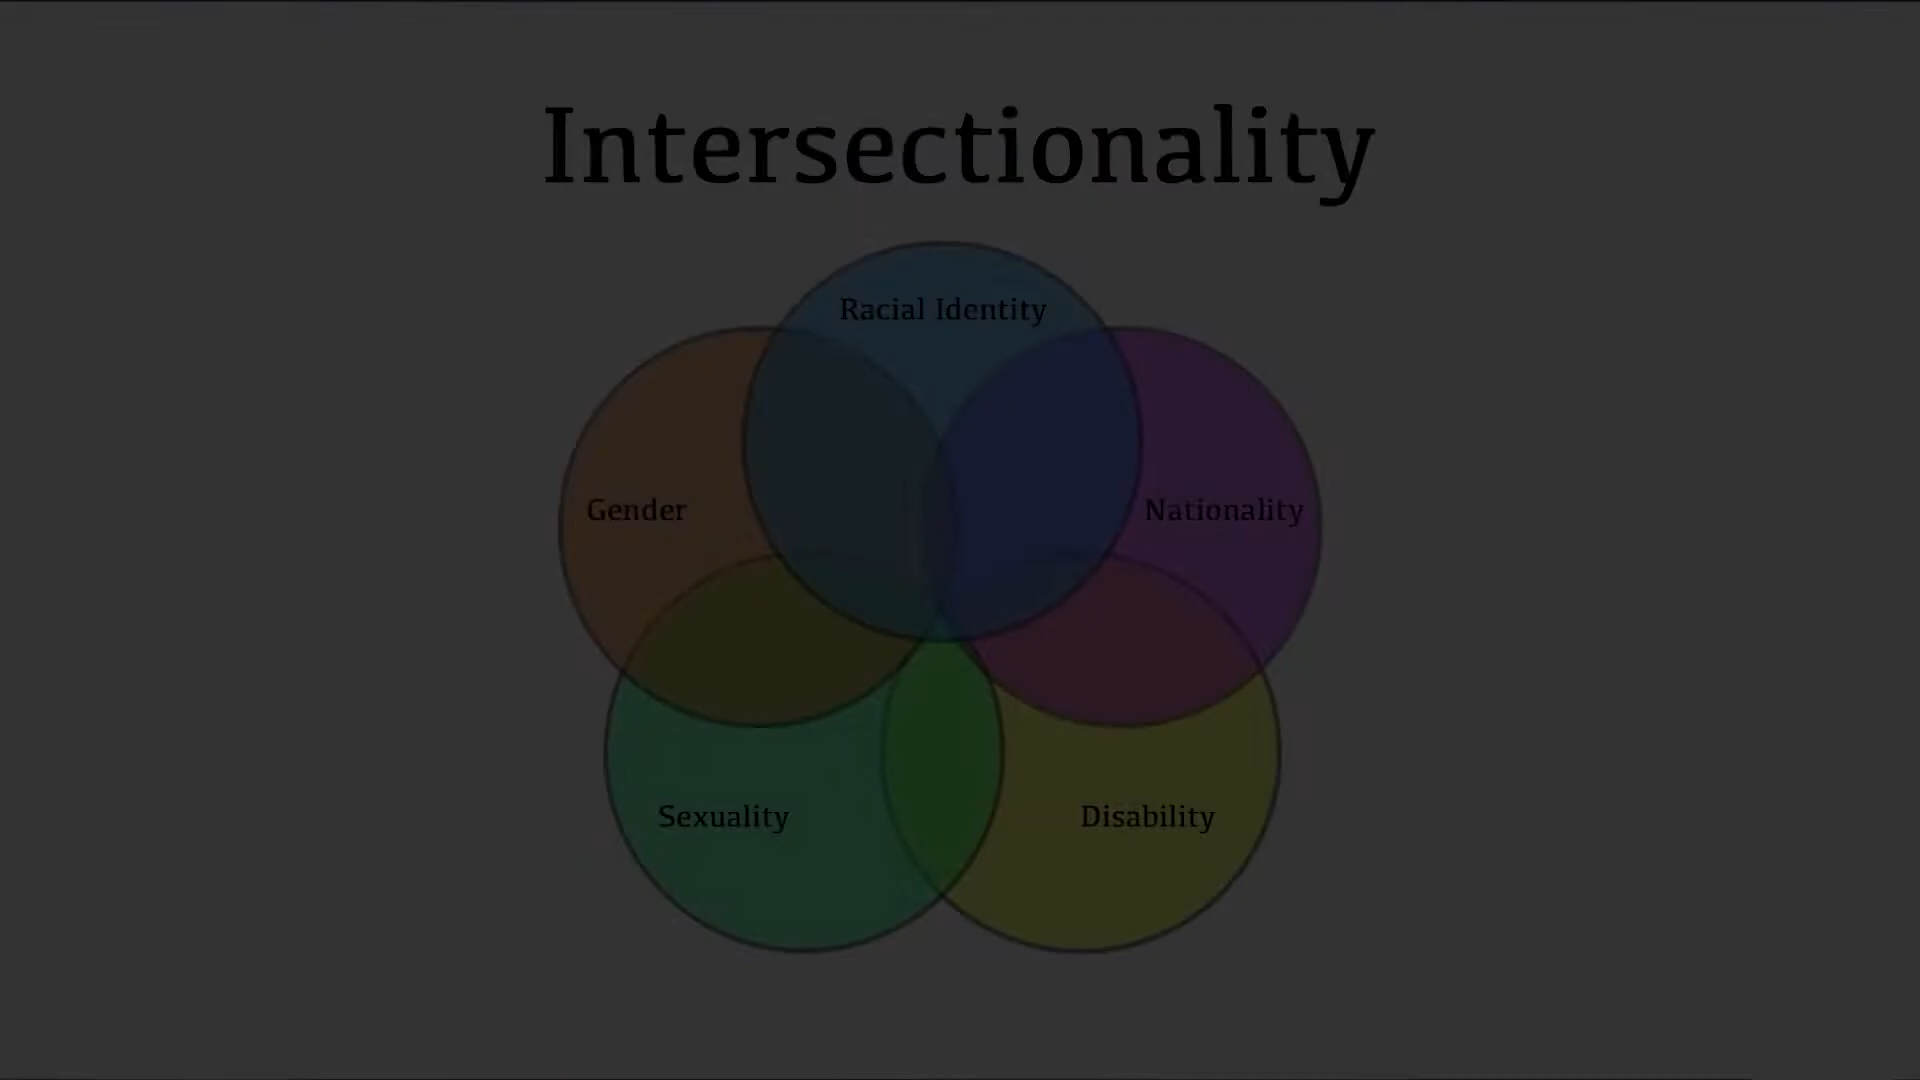 Intersectionality
Racial Identity
Gender
Nationality
Sexuality
Disability